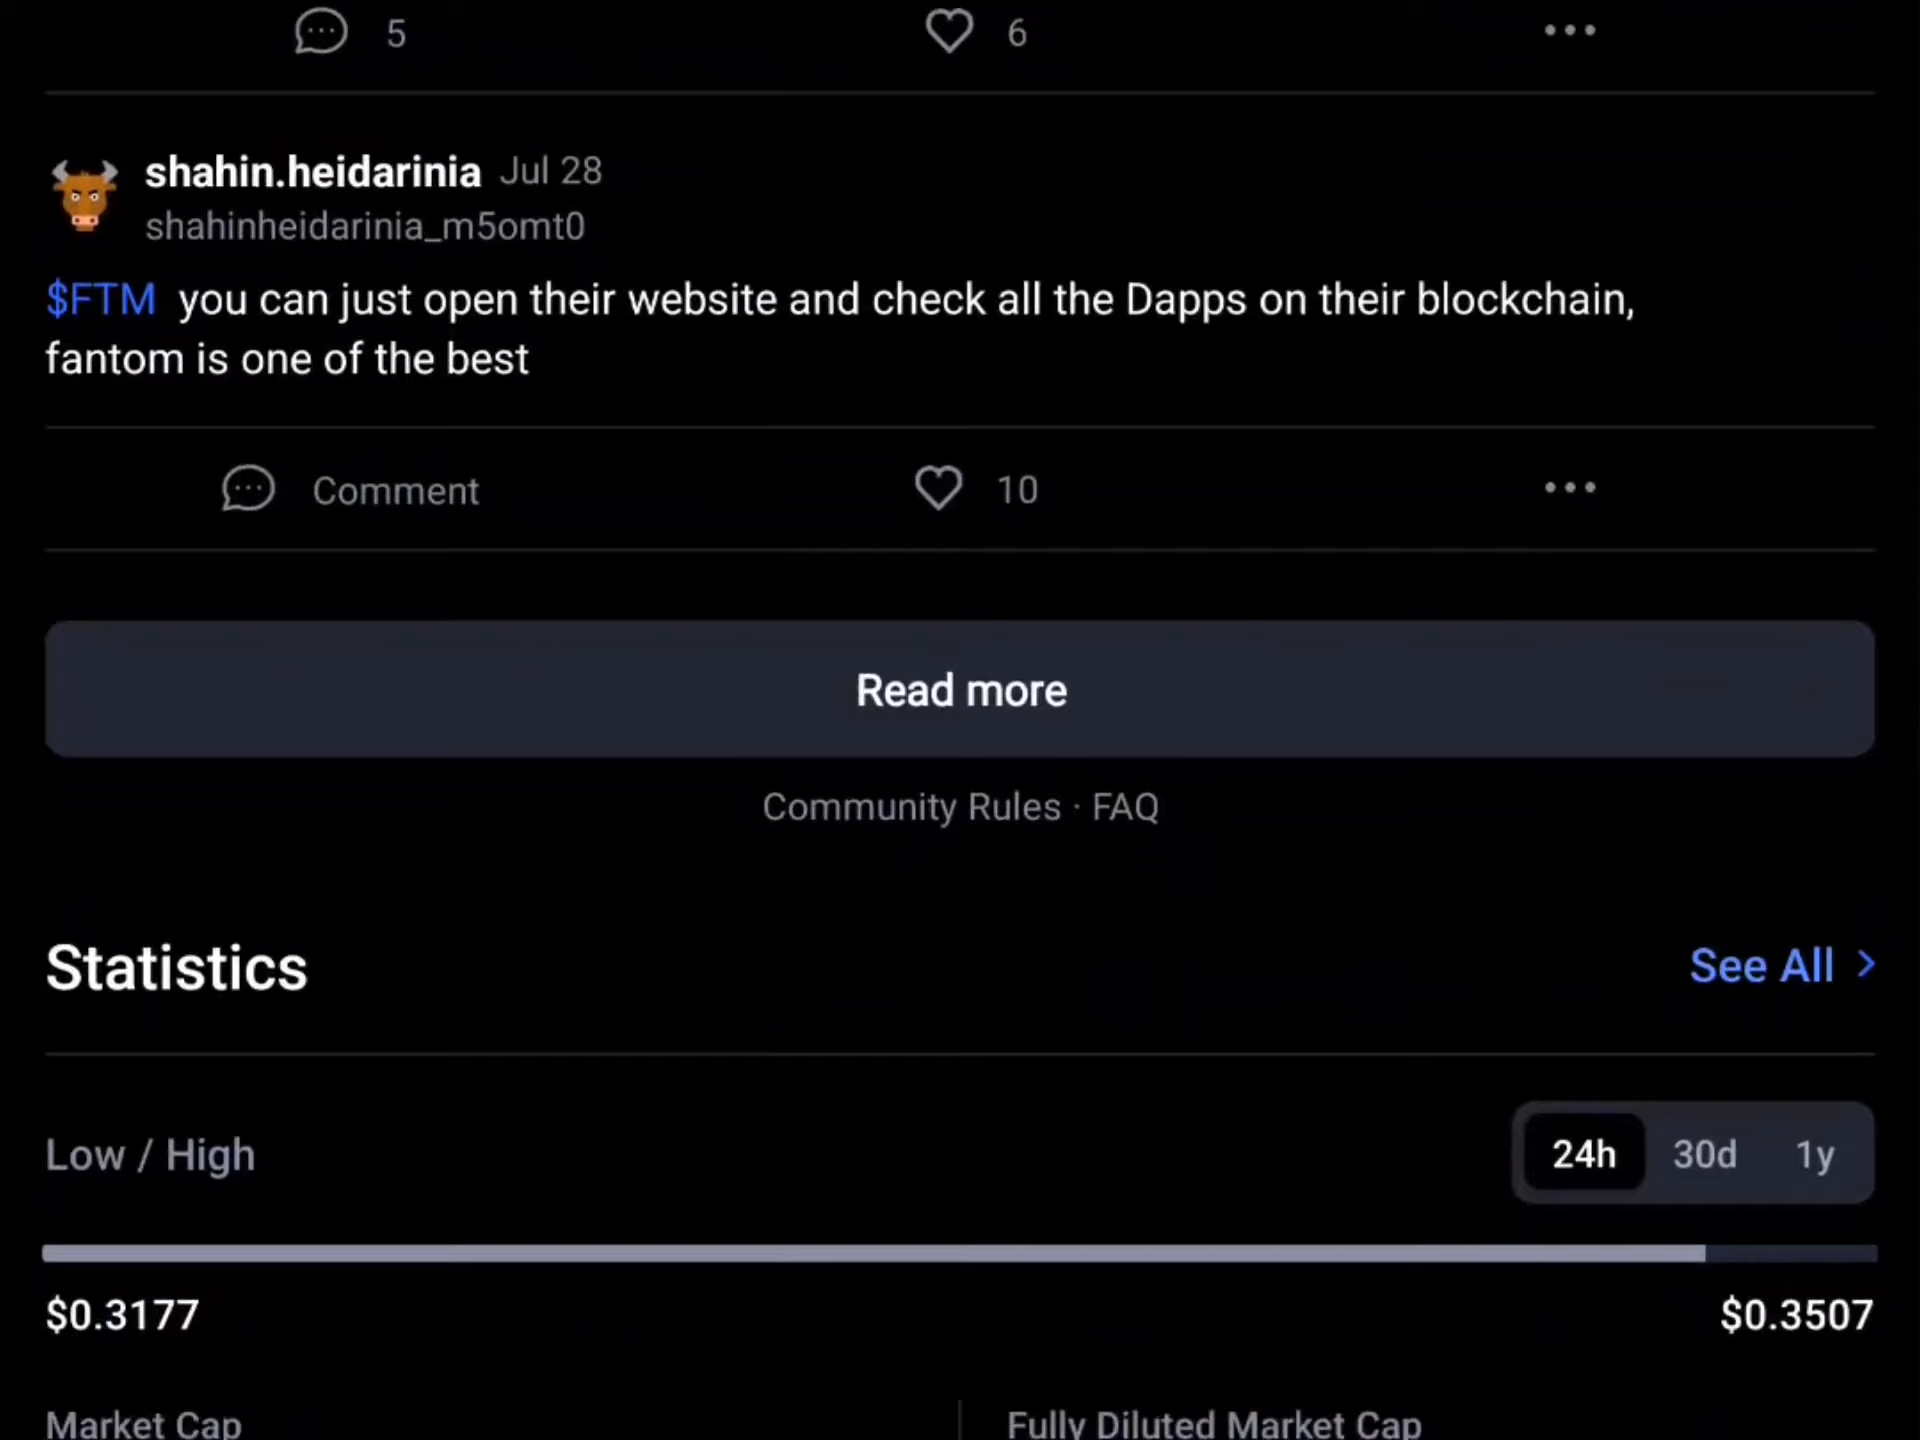 5 6
shahin.heidarinia Jul 28
shahinheidarinia_m5omt0
$FTM you can just open their website and check all the Dapps on their blockchain,
fantom is one of the best
Comment 10
Read more
Community Rules · FAQ
Statistics See All >
Low / High 24h 30d 1y
$0.3177 $0.3507
Market Cap Fully Diluted Market Cap